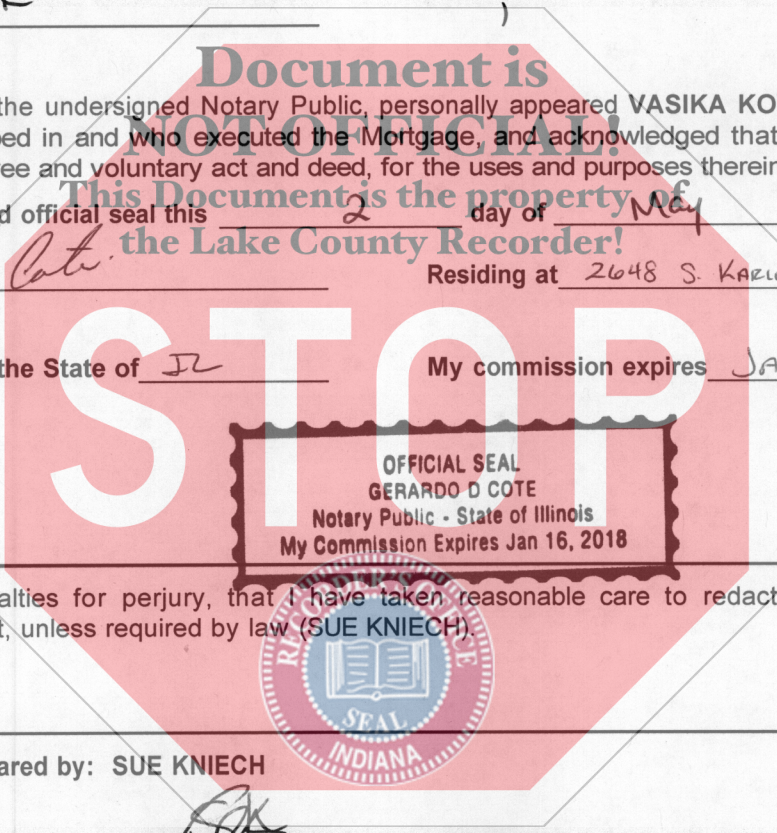 Document is
the undersigned Notary Public, personally appeared VASIKA KO
NOT OFFICIAL!
bed in and who executed the Mortgage, and acknowledged that
ree and voluntary act and deed, for the uses and purposes therein
This Document is the property of
d official seal this 2 day of May
the Lake County Recorder!
Cote Residing at 2648 S. KARL
STOP
the State of IL My commission expires JA
OFFICIAL SEAL
GERARDO D COTE
Notary Public - State of Illinois
My Commission Expires Jan 16, 2018
alties for perjury, that I have taken reasonable care to redact
t, unless required by law (SUE KNIECH).
RECORDER'S OFFICE
SEAL
INDIANA
ared by: SUE KNIECH